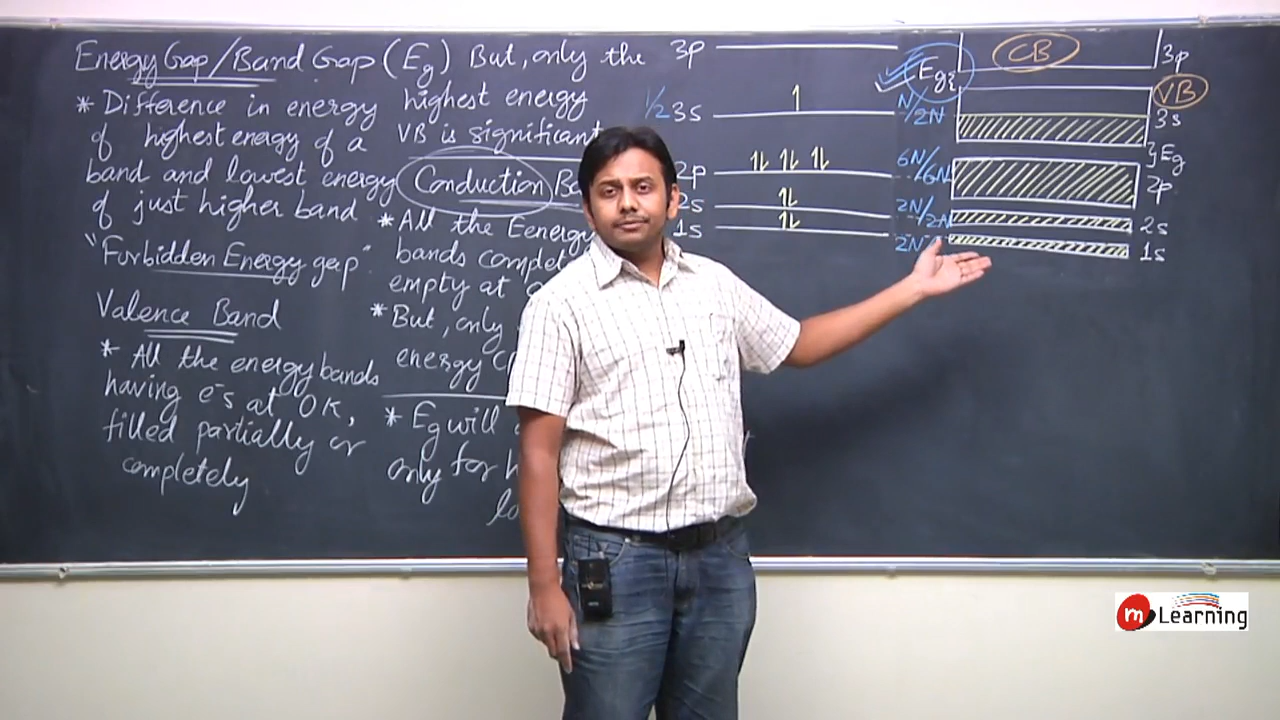 Energy Gap/Band Gap (Eg)
* Difference in energy
of highest energy of a
band and lowest energy
of just higher band.
"Forbidden Energy gap".
Valence Band
* All the energy bands
having e-s at 0K,
filled partially or
completely
But, only the
highest energy
VB is significant
Conduction
* All the Eenergy
bands
empty at
* But, only
energy
* Eg will
only for
3p
1/2 3s
1
2p
1L 1L 1L
2s
1L
1s
1L
Eg{
CB
3p
VB
N/2N
3s
}Eg
6N/6N
2p
2N/2N
2s
2N
1s
m Learning